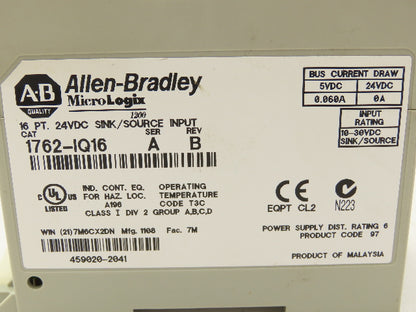 A-B
QUALITY
Allen-Bradley
MicroLogix
1200
16 PT. 24VDC SINK/SOURCE INPUT
CAT SER REV
1762-IQ16 A B
BUS CURRENT DRAW
5VDC 24VDC
0.060A 0A
INPUT
RATING
10-30VDC
SINK/SOURCE
UL
LISTED
IND. CONT. EQ.
FOR HAZ. LOC.
A196
OPERATING
TEMPERATURE
CODE T3C
CLASS I DIV 2 GROUP A,B,C,D
CE
EQPT CL2
N223
WIN (21)7M6CX2DN Mfg. 1108 Fac. 7M
459020-2041
POWER SUPPLY DIST. RATING 6
PRODUCT CODE 97
PRODUCT OF MALAYSIA